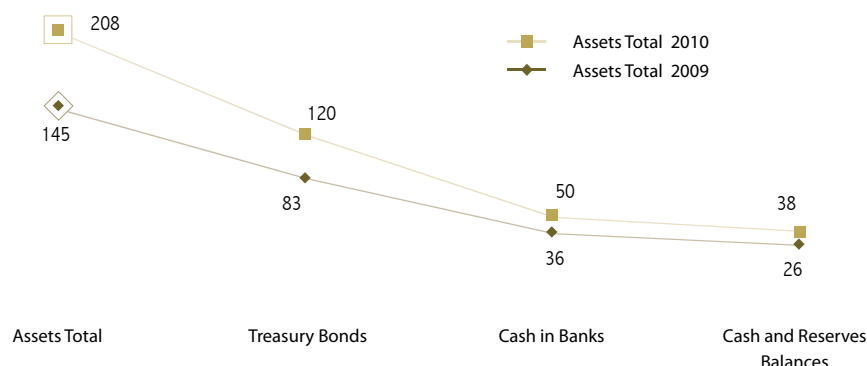 208
Assets Total 2010
Assets Total 2009
145
120
83
50
36
38
26
Assets Total
Treasury Bonds
Cash in Banks
Cash and Reserves
Balances